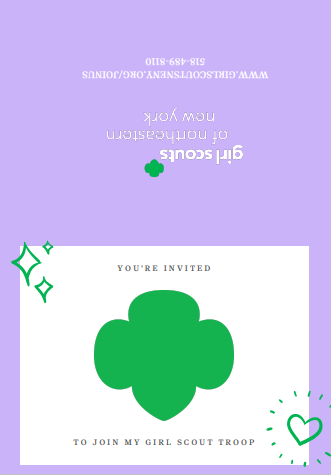 WWW.GIRLSCOUTSNENY.ORG/JOINUS
518-489-8110
girl scouts
of northeastern
new york
YOU'RE INVITED
TO JOIN MY GIRL SCOUT TROOP